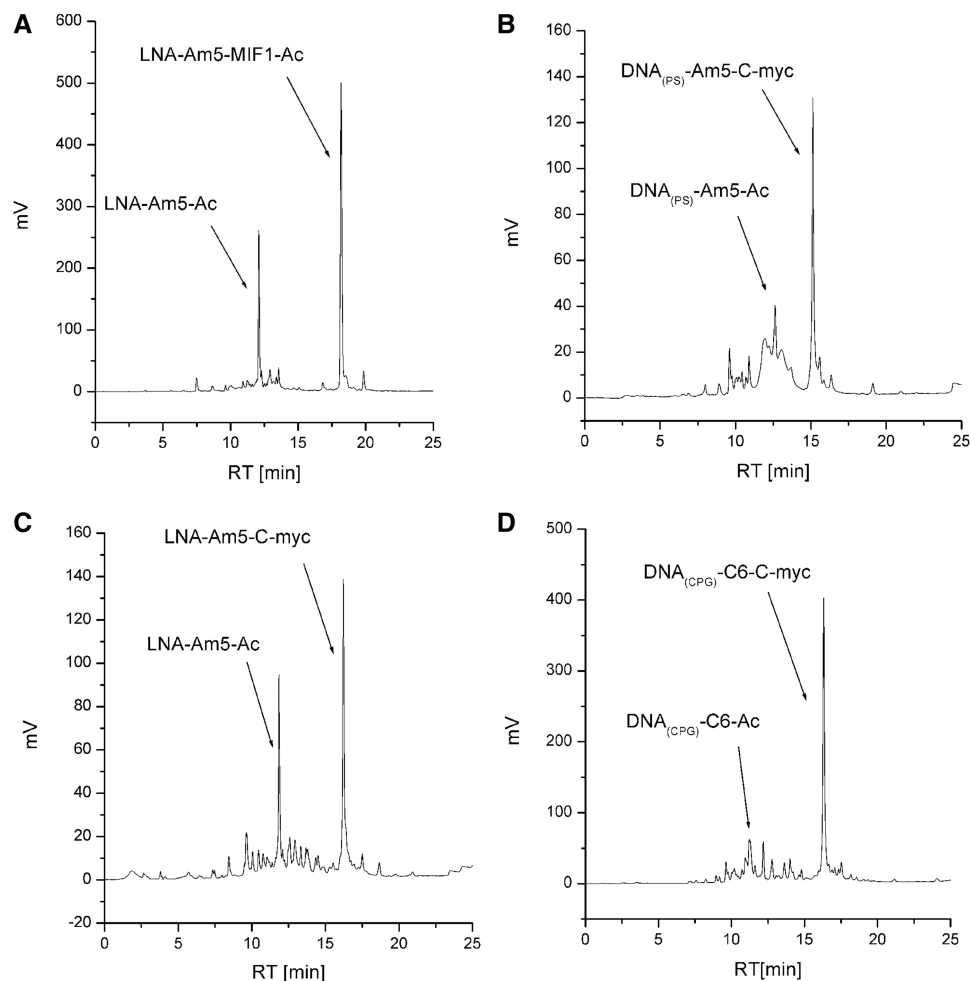 A
600
500
400
300
200
100
0
mV
LNA-Am5-MIF1-Ac
LNA-Am5-Ac
0 5 10 15 20 25
RT [min]
B
160
140
120
100
80
60
40
20
0
-20
mV
DNA(PS)-Am5-C-myc
DNA(PS)-Am5-Ac
0 5 10 15 20 25
RT [min]
C
160
140
120
100
80
60
40
20
0
-20
mV
LNA-Am5-C-myc
LNA-Am5-Ac
0 5 10 15 20 25
RT [min]
D
500
400
300
200
100
50
0
mV
DNA(CPG)-C6-C-myc
DNA(CPG)-C6-Ac
0 5 10 15 20 25
RT[min]